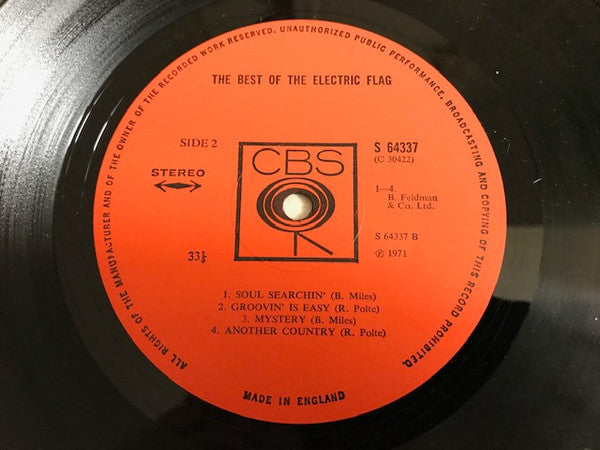 ALL RIGHTS OF THE MANUFACTURER AND OF THE OWNER OF THE RECORDED WORK RESERVED. UNAUTHORIZED PUBLIC PERFORMANCE, BROADCASTING AND COPYING OF THIS RECORD PROHIBITED.
THE BEST OF THE ELECTRIC FLAG
SIDE 2
STEREO
33⅓
CBS
S 64337
(C 30422)
1—4.
B. Feldman
& Co. Ltd.
S 64337 B
℗ 1971
1. SOUL SEARCHIN' (B. Miles)
2. GROOVIN' IS EASY (R. Polte)
3. MYSTERY (B. Miles)
4. ANOTHER COUNTRY (R. Polte)
MADE IN ENGLAND